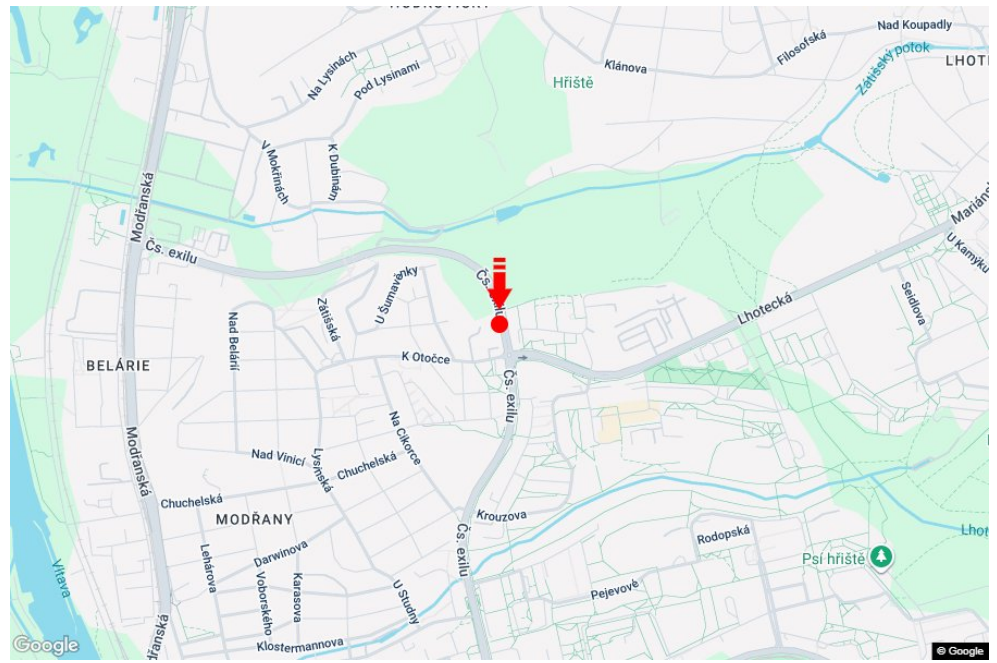 Nad Koupadly
Filosofská
Klánova
Zátišský potok
Na Lysinách
Pod Lysinami
Hřiště
V Mokřinách
K Dubinám
Modřanská
Čs. exilu
Čs. exilu
Mariáns
U Kamýku
Seidlova
Lhotecká
U Šumavěnky
Zátišská
Nad Belárií
BELÁRIE
K Otočce
Čs. exilu
Na Cikorce
Modřanská
Nad Vinicí
Lysinská
Chuchelská
Chuchelská
MODŘANY
Krouzova
Čs. exilu
Rodopská
Psí hřiště
Darwinova
Lehárova
Voborského
Karasova
U Studny
Pejevové
Vltava
Klostermannova
Google
© Google